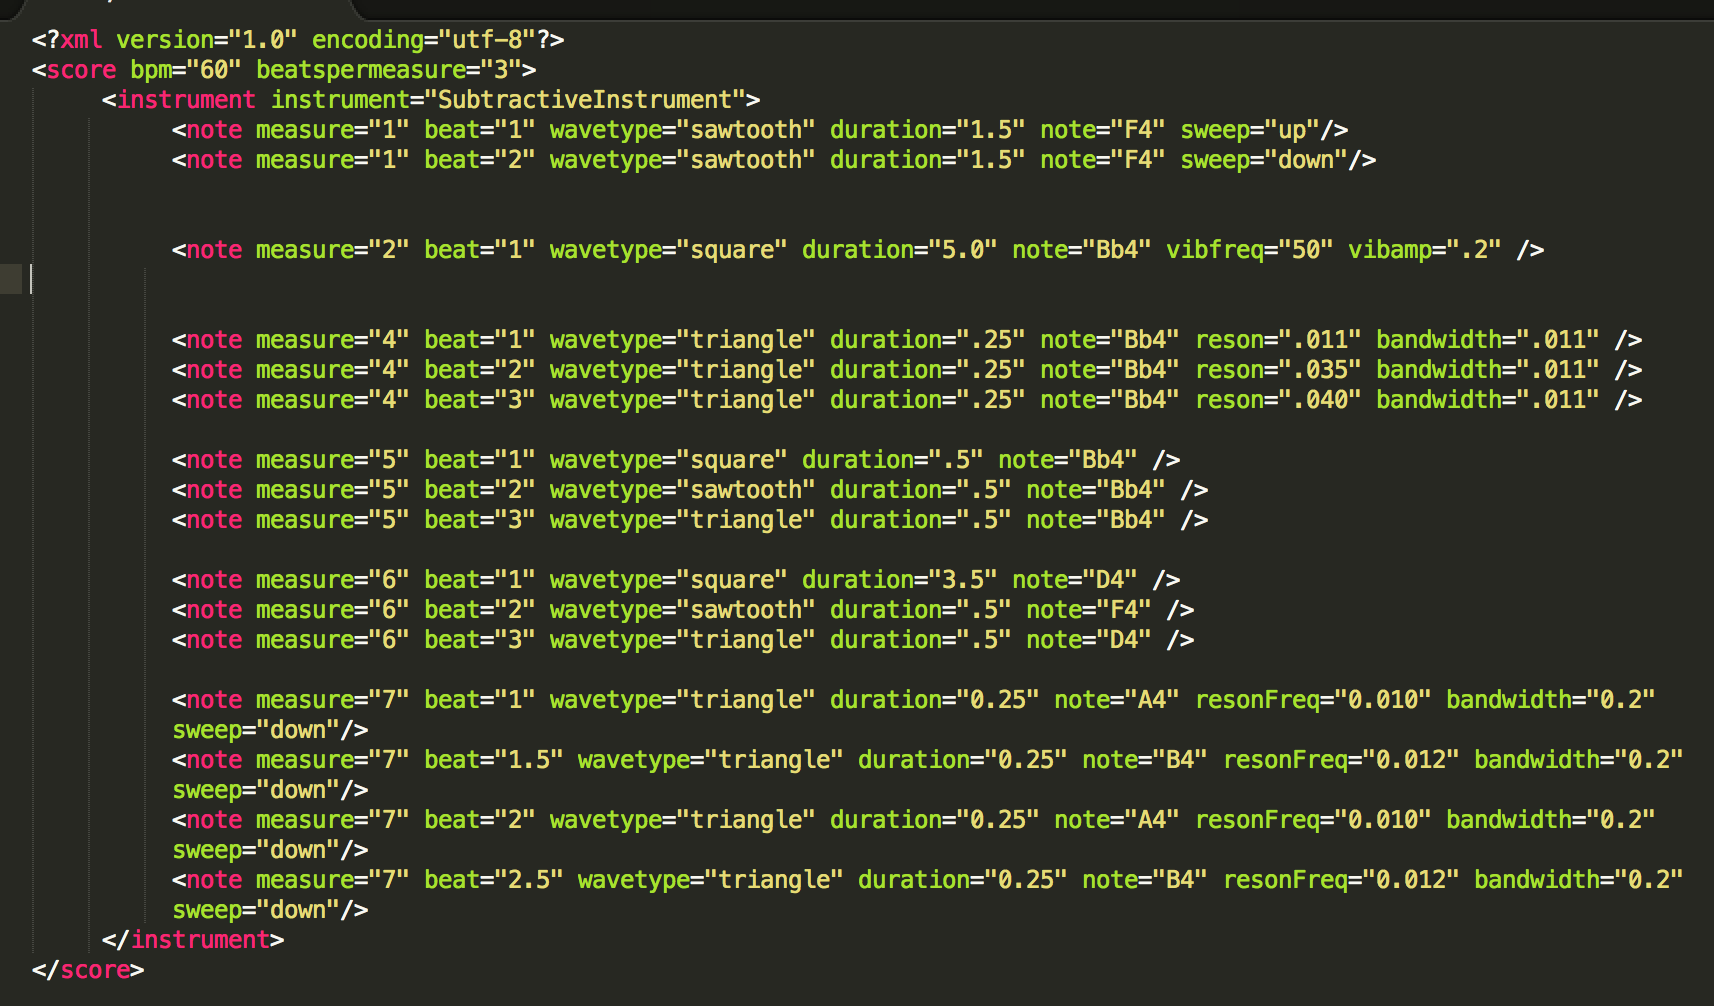 <?xml version="1.0" encoding="utf-8"?>
<score bpm="60" beatspermeasure="3">
<instrument instrument="SubtractiveInstrument">
<note measure="1" beat="1" wavetype="sawtooth" duration="1.5" note="F4" sweep="up"/>
<note measure="1" beat="2" wavetype="sawtooth" duration="1.5" note="F4" sweep="down"/>
<note measure="2" beat="1" wavetype="square" duration="5.0" note="Bb4" vibfreq="50" vibamp=".2" />
<note measure="4" beat="1" wavetype="triangle" duration=".25" note="Bb4" reson=".011" bandwidth=".011" />
<note measure="4" beat="2" wavetype="triangle" duration=".25" note="Bb4" reson=".035" bandwidth=".011" />
<note measure="4" beat="3" wavetype="triangle" duration=".25" note="Bb4" reson=".040" bandwidth=".011" />
<note measure="5" beat="1" wavetype="square" duration=".5" note="Bb4" />
<note measure="5" beat="2" wavetype="sawtooth" duration=".5" note="Bb4" />
<note measure="5" beat="3" wavetype="triangle" duration=".5" note="Bb4" />
<note measure="6" beat="1" wavetype="square" duration="3.5" note="D4" />
<note measure="6" beat="2" wavetype="sawtooth" duration=".5" note="F4" />
<note measure="6" beat="3" wavetype="triangle" duration=".5" note="D4" />
<note measure="7" beat="1" wavetype="triangle" duration="0.25" note="A4" resonFreq="0.010" bandwidth="0.2"
sweep="down"/>
<note measure="7" beat="1.5" wavetype="triangle" duration="0.25" note="B4" resonFreq="0.012" bandwidth="0.2"
sweep="down"/>
<note measure="7" beat="2" wavetype="triangle" duration="0.25" note="A4" resonFreq="0.010" bandwidth="0.2"
sweep="down"/>
<note measure="7" beat="2.5" wavetype="triangle" duration="0.25" note="B4" resonFreq="0.012" bandwidth="0.2"
sweep="down"/>
</instrument>
</score>